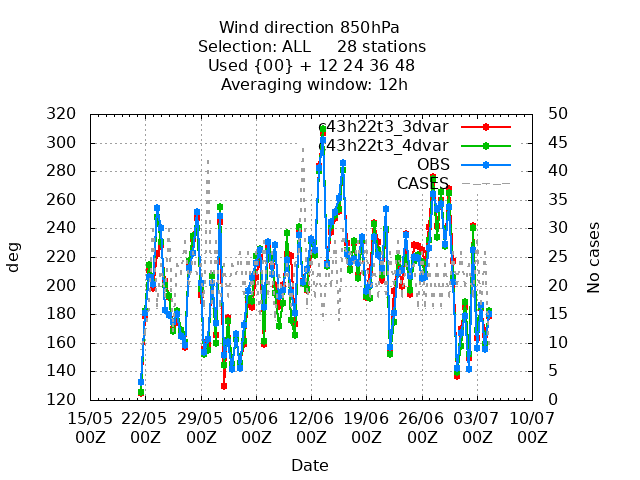 Wind direction 850hPa
Selection: ALL 28 stations
Used {00} + 12 24 36 48
Averaging window: 12h
320 50
c43h22t3_3dvar
300 45
c43h22t3_4dvar
280 40
OBS
CASES
260 35
240 30
220 25
200 20
180 15
160 10
140 5
120 0
deg
No cases
15/05 22/05 29/05 05/06 12/06 19/06 26/06 03/07 10/07
00Z 00Z 00Z 00Z 00Z 00Z 00Z 00Z 00Z
Date